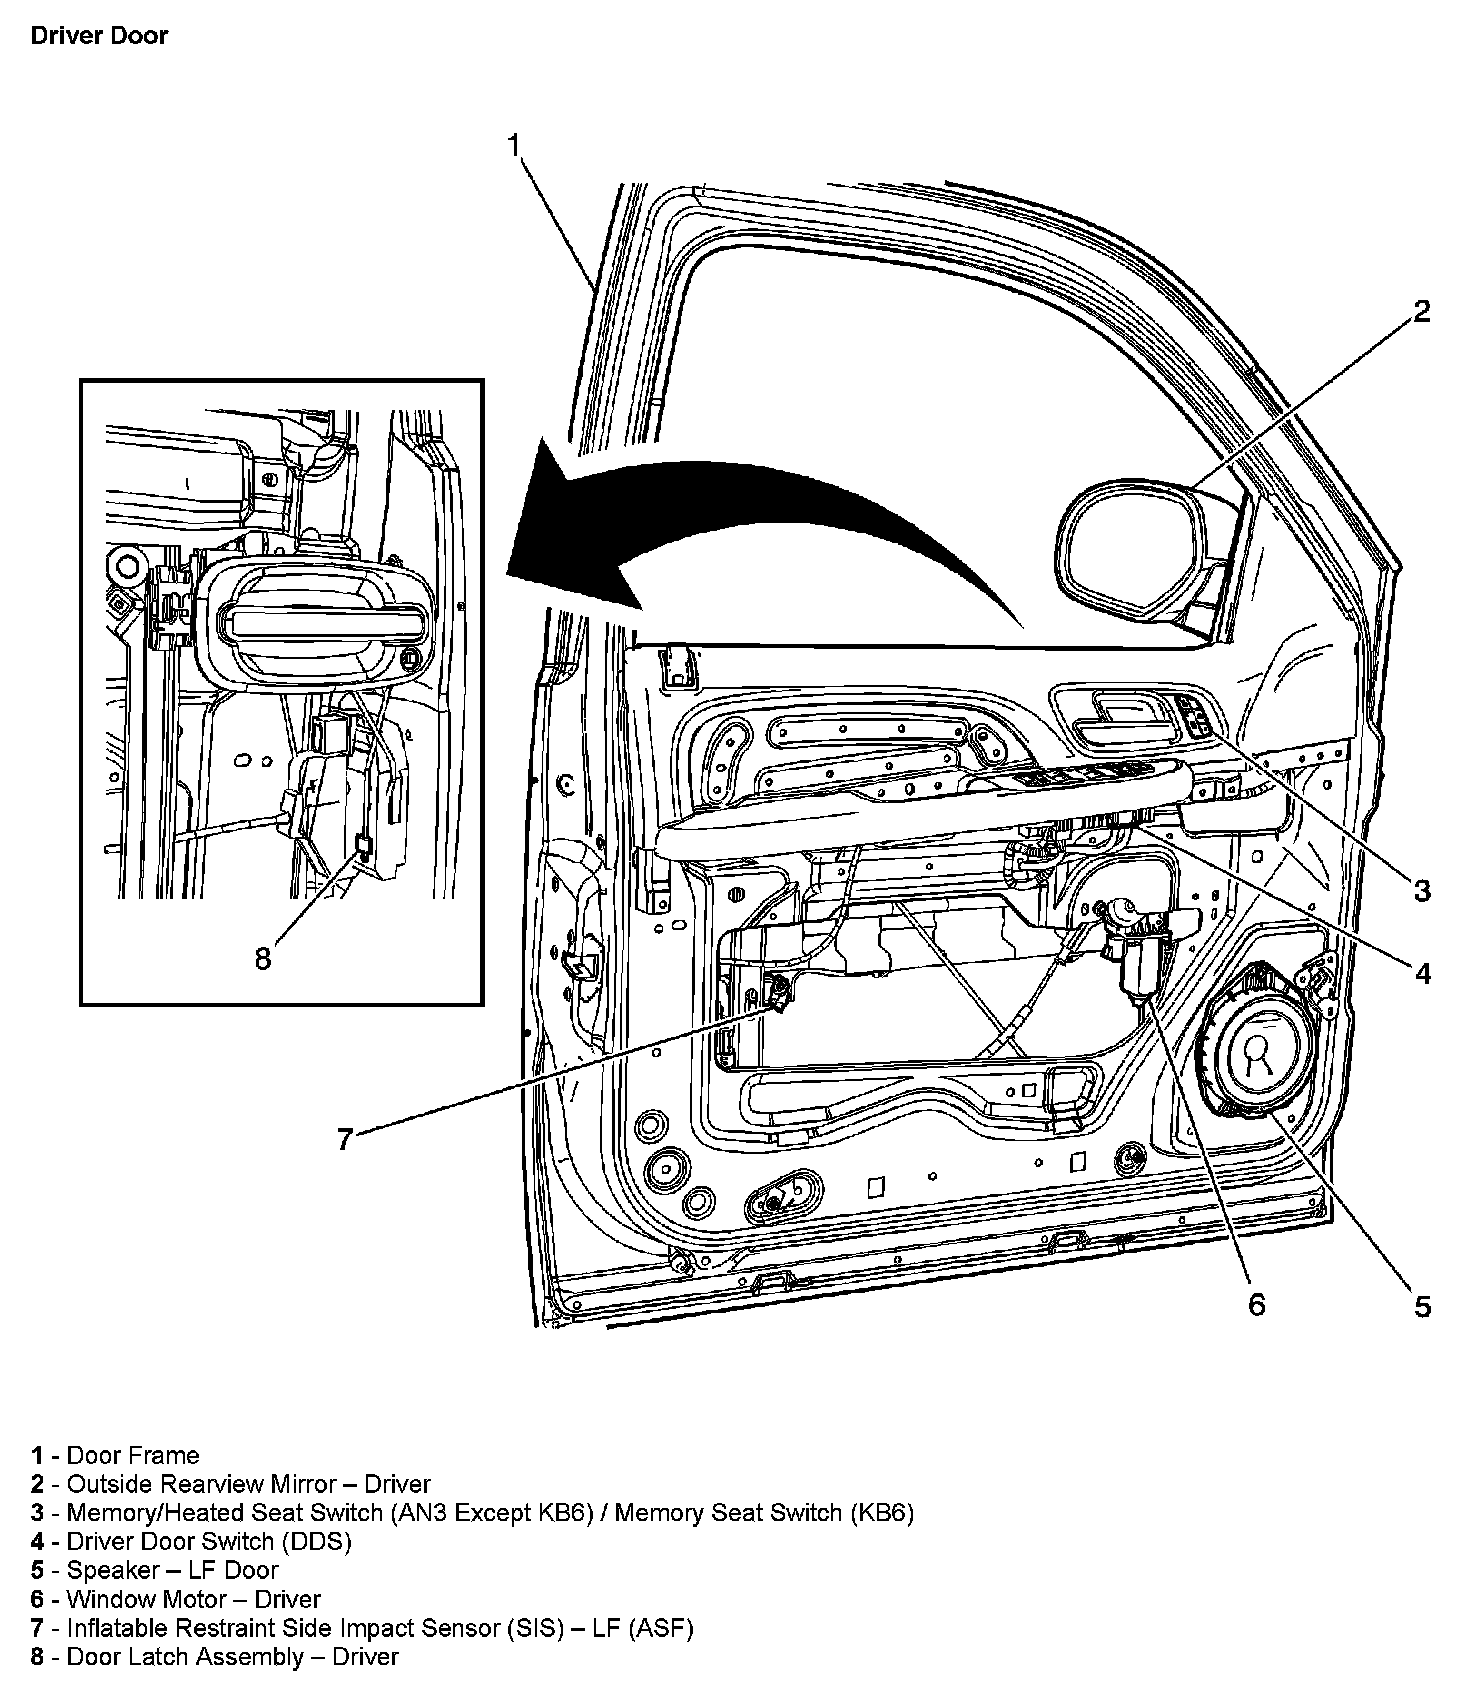 Driver Door
1
2
3
8
4
7
6
5
1 - Door Frame
2 - Outside Rearview Mirror – Driver
3 - Memory/Heated Seat Switch (AN3 Except KB6) / Memory Seat Switch (KB6)
4 - Driver Door Switch (DDS)
5 - Speaker – LF Door
6 - Window Motor – Driver
7 - Inflatable Restraint Side Impact Sensor (SIS) – LF (ASF)
8 - Door Latch Assembly – Driver